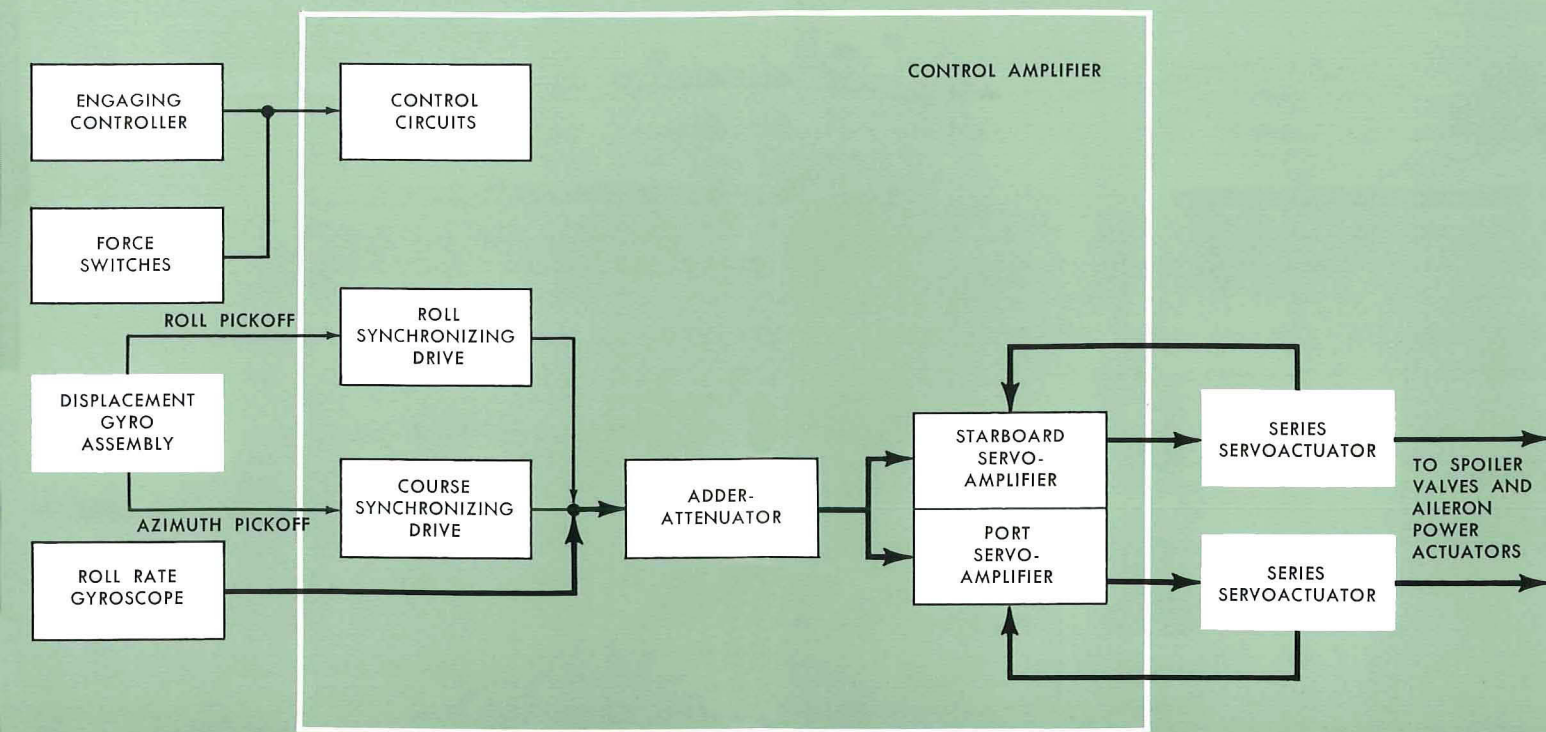 CONTROL AMPLIFIER
ENGAGING
CONTROLLER
CONTROL
CIRCUITS
FORCE
SWITCHES
ROLL PICKOFF
ROLL
SYNCHRONIZING
DRIVE
DISPLACEMENT
GYRO
ASSEMBLY
AZIMUTH PICKOFF
COURSE
SYNCHRONIZING
DRIVE
ROLL RATE
GYROSCOPE
ADDER-
ATTENUATOR
STARBOARD
SERVO-
AMPLIFIER
PORT
SERVO-
AMPLIFIER
SERIES
SERVOACTUATOR
SERIES
SERVOACTUATOR
TO SPOILER
VALVES AND
AILERON
POWER
ACTUATORS